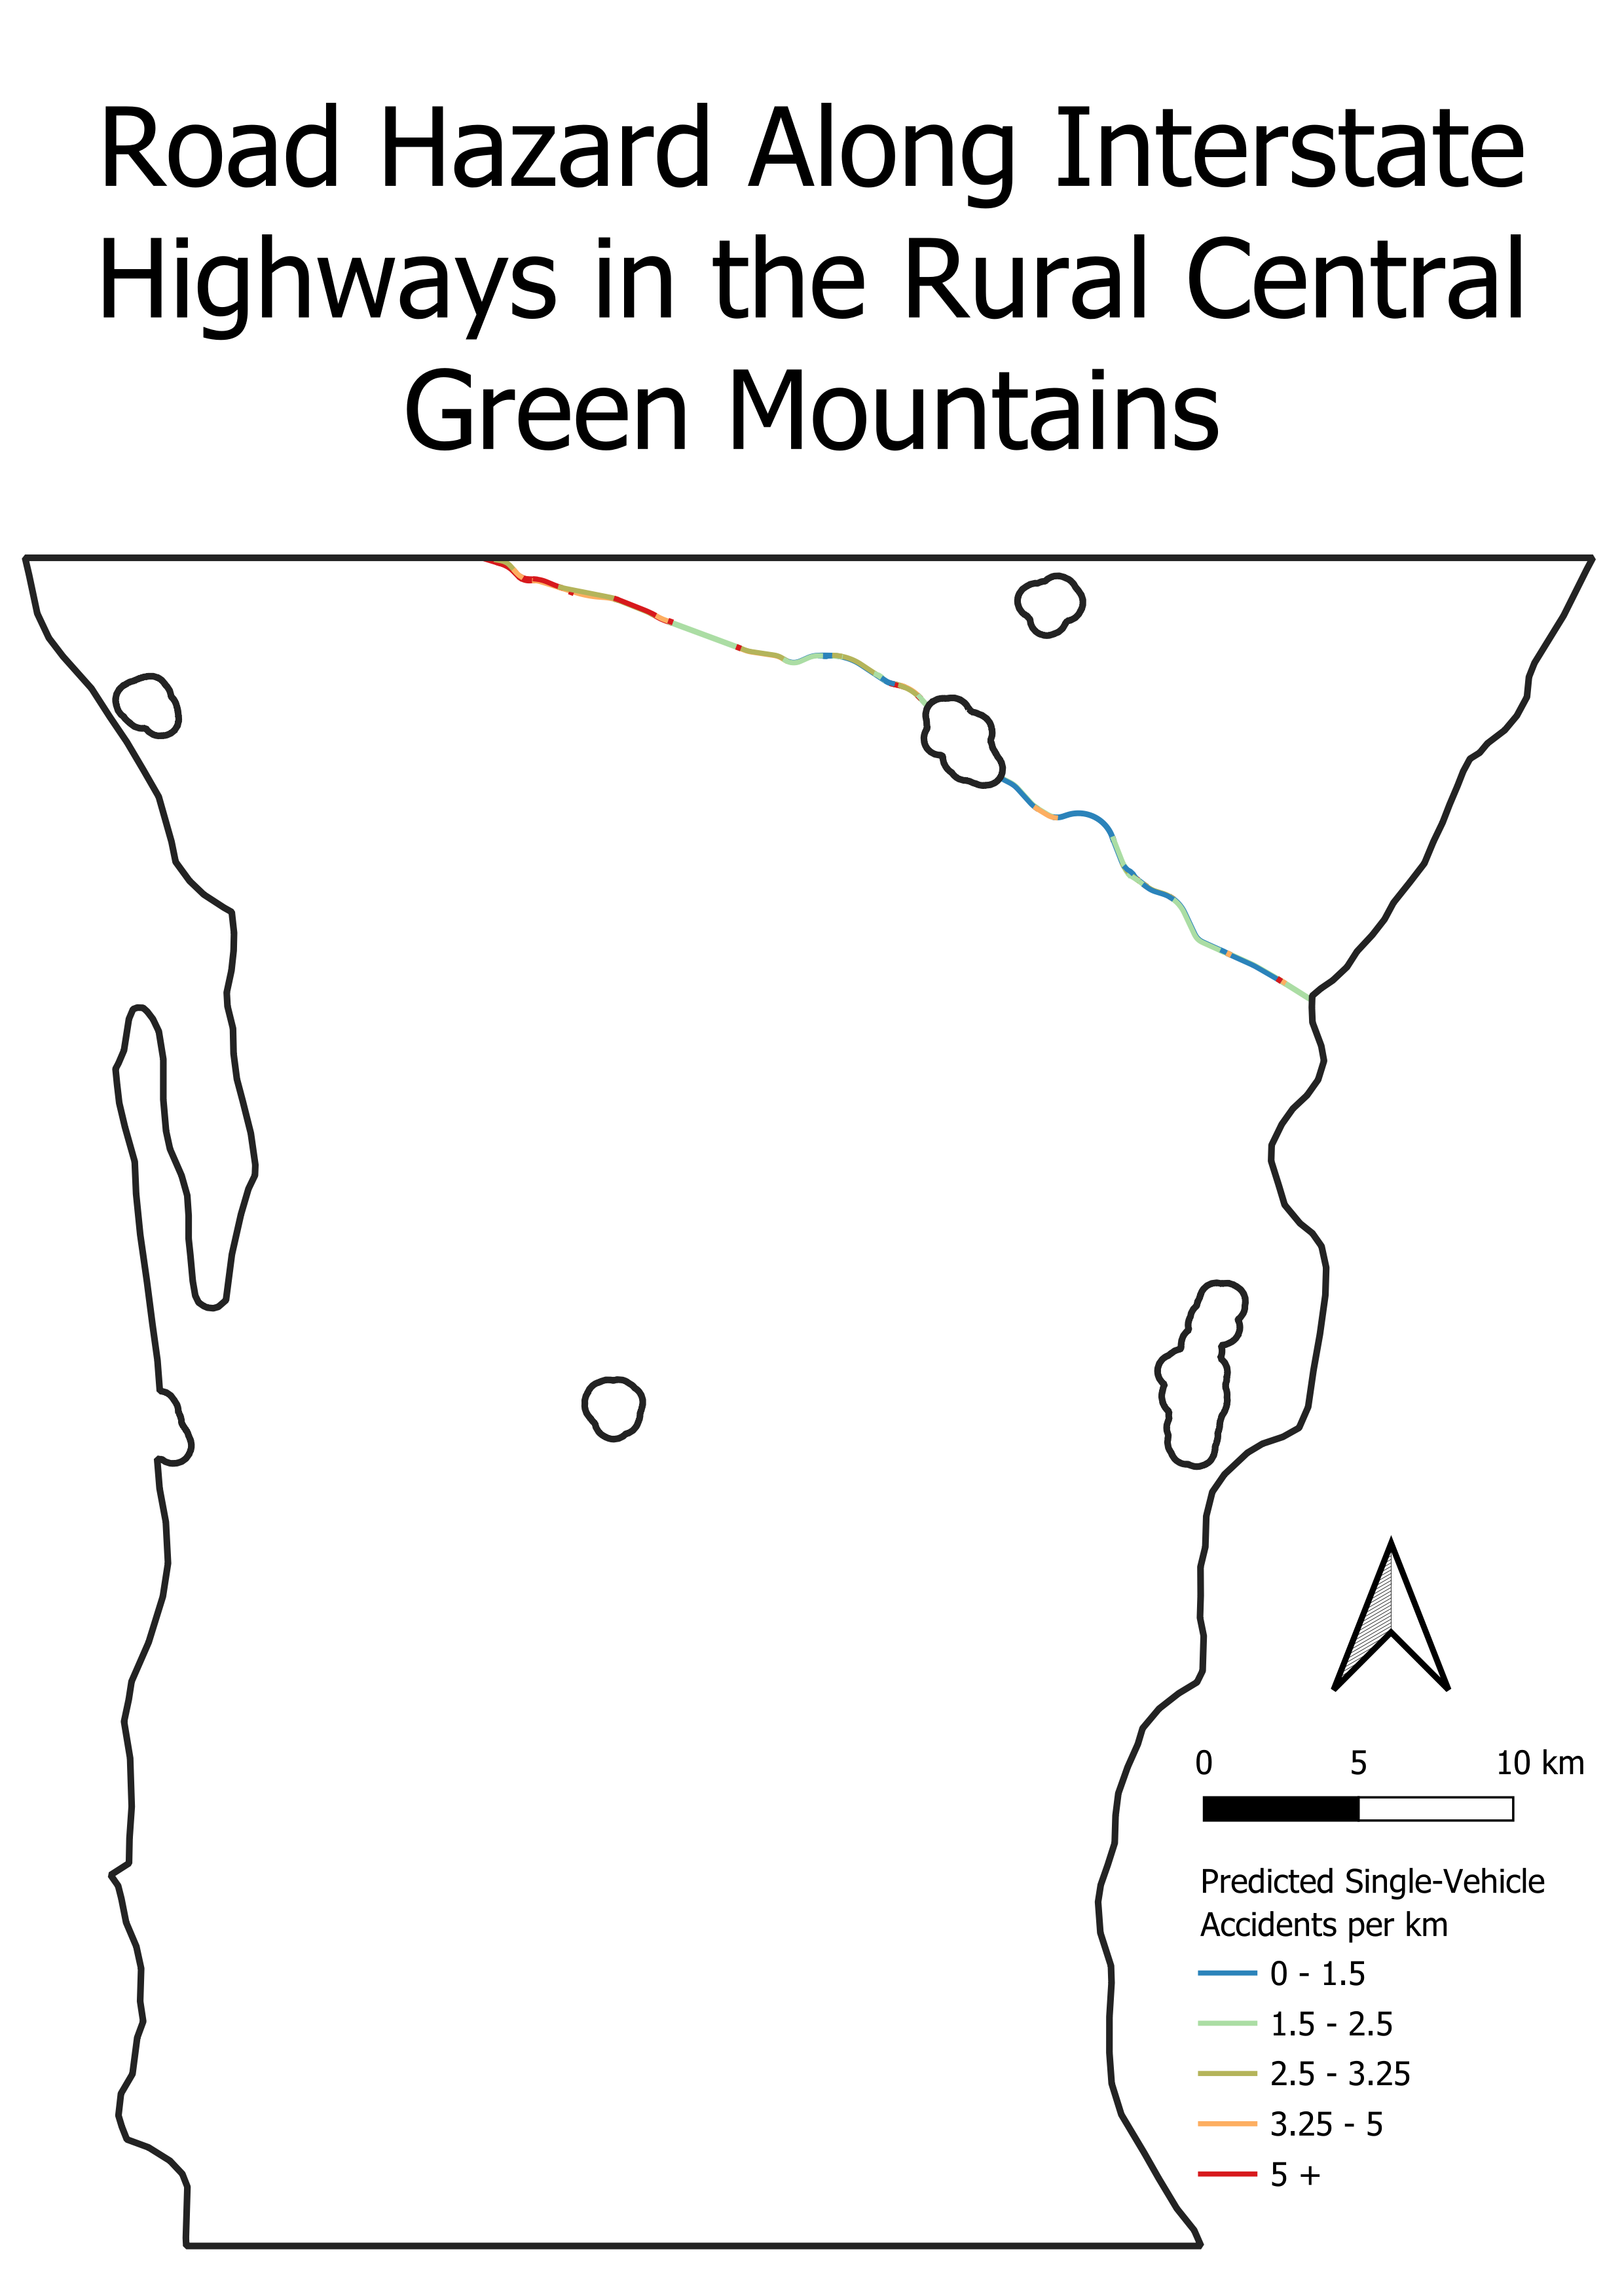 Road Hazard Along Interstate
Highways in the Rural Central
Green Mountains
0 5 10 km
Predicted Single-Vehicle
Accidents per km
0 - 1.5
1.5 - 2.5
2.5 - 3.25
3.25 - 5
5 +